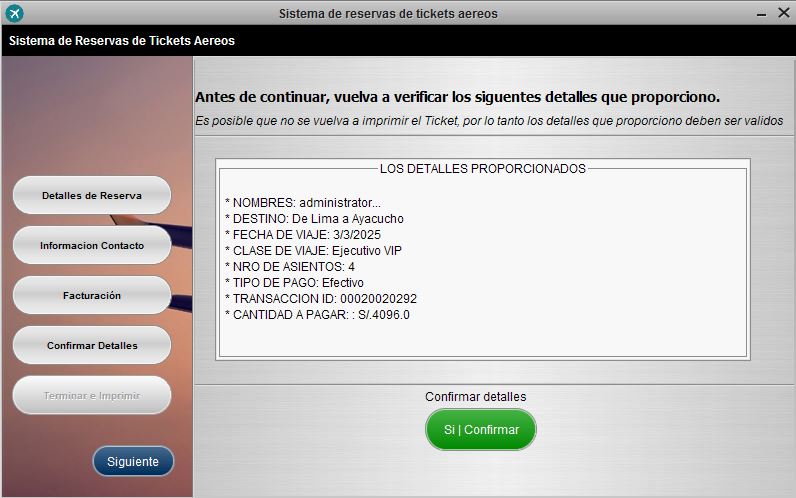 Sistema de reservas de tickets aereos
Sistema de Reservas de Tickets Aereos
Antes de continuar, vuelva a verificar los siguentes detalles que proporciono.
Es posible que no se vuelva a imprimir el Ticket, por lo tanto los detalles que proporciono deben ser validos
Detalles de Reserva
Informacion Contacto
Facturación
Confirmar Detalles
Terminar e Imprimir
Siguiente
LOS DETALLES PROPORCIONADOS
* NOMBRES: administrator...
* DESTINO: De Lima a Ayacucho
* FECHA DE VIAJE: 3/3/2025
* CLASE DE VIAJE: Ejecutivo VIP
* NRO DE ASIENTOS: 4
* TIPO DE PAGO: Efectivo
* TRANSACCION ID: 00020020292
* CANTIDAD A PAGAR: : S/.4096.0
Confirmar detalles
Si | Confirmar